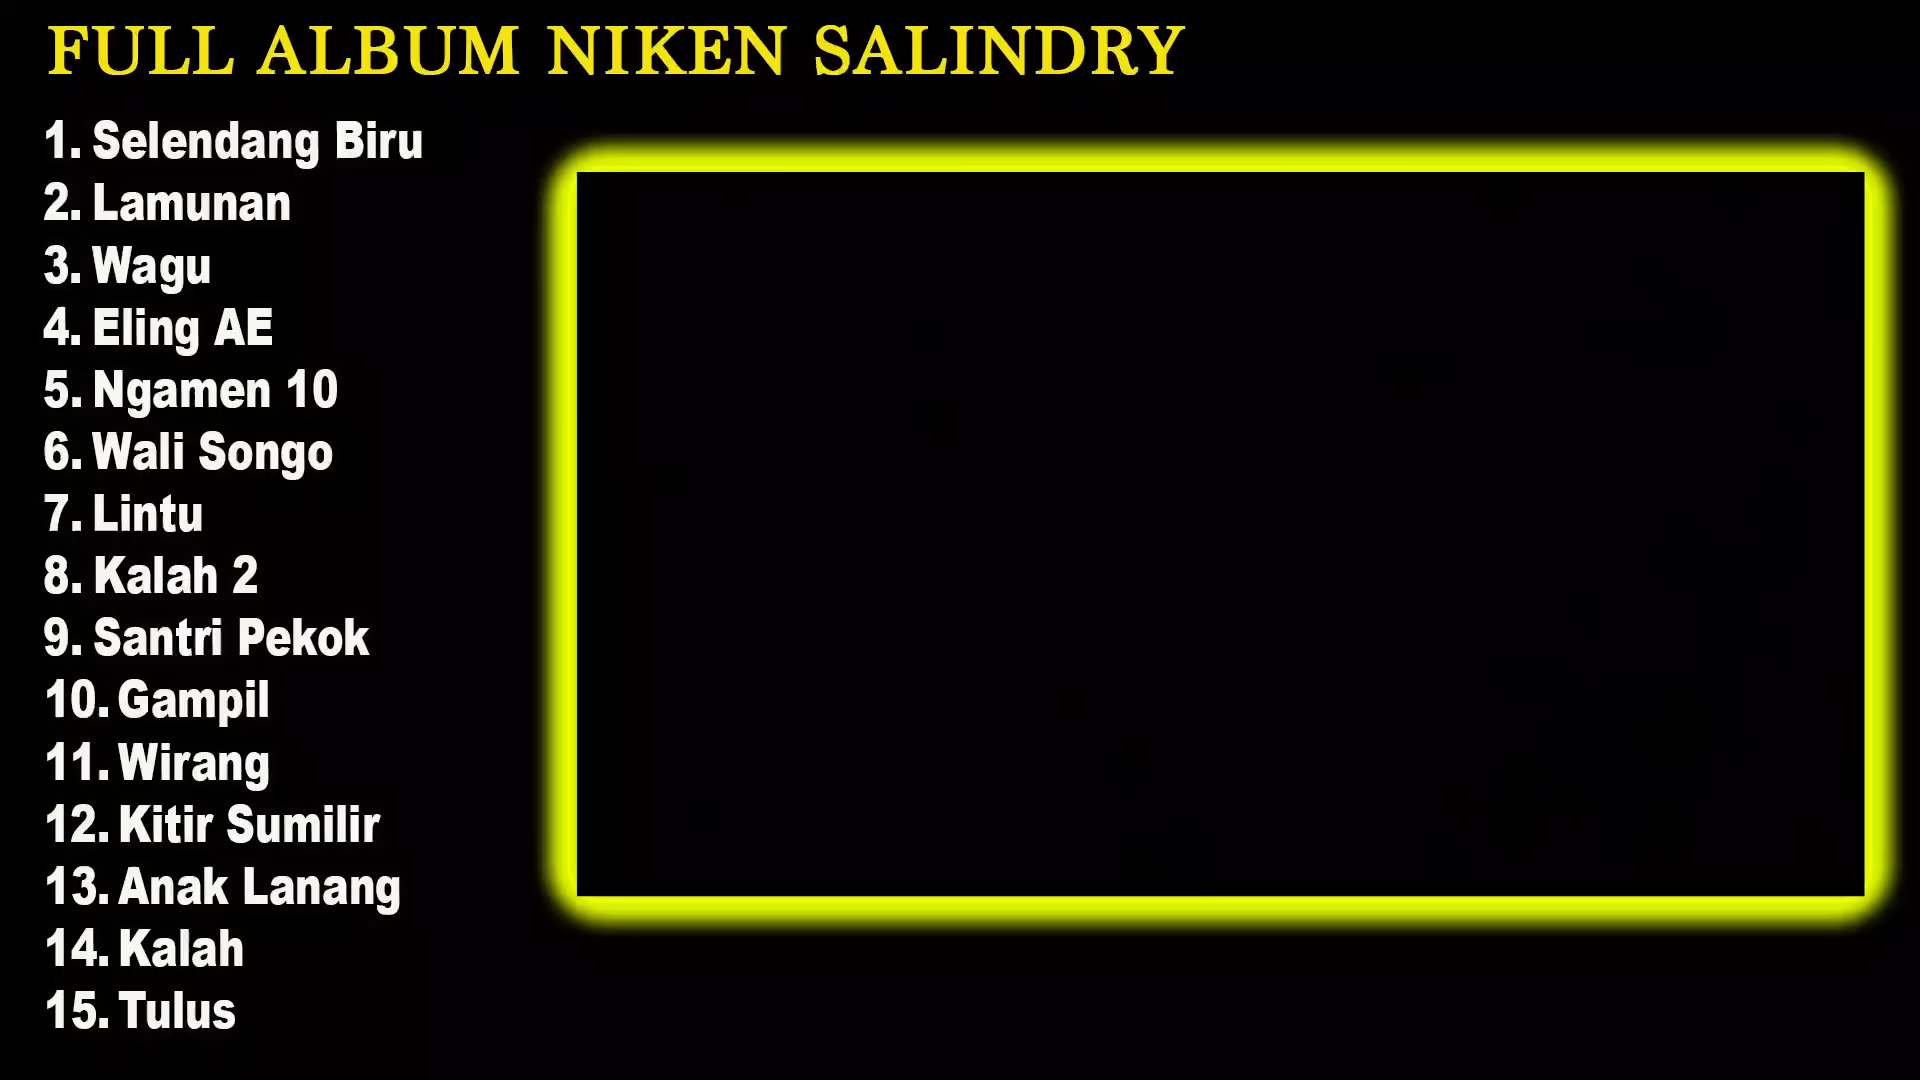 FULL ALBUM NIKEN SALINDRY
1. Selendang Biru
2. Lamunan
3. Wagu
4. Eling AE
5. Ngamen 10
6. Wali Songo
7. Lintu
8. Kalah 2
9. Santri Pekok
10. Gampil
11. Wirang
12. Kitir Sumilir
13. Anak Lanang
14. Kalah
15. Tulus